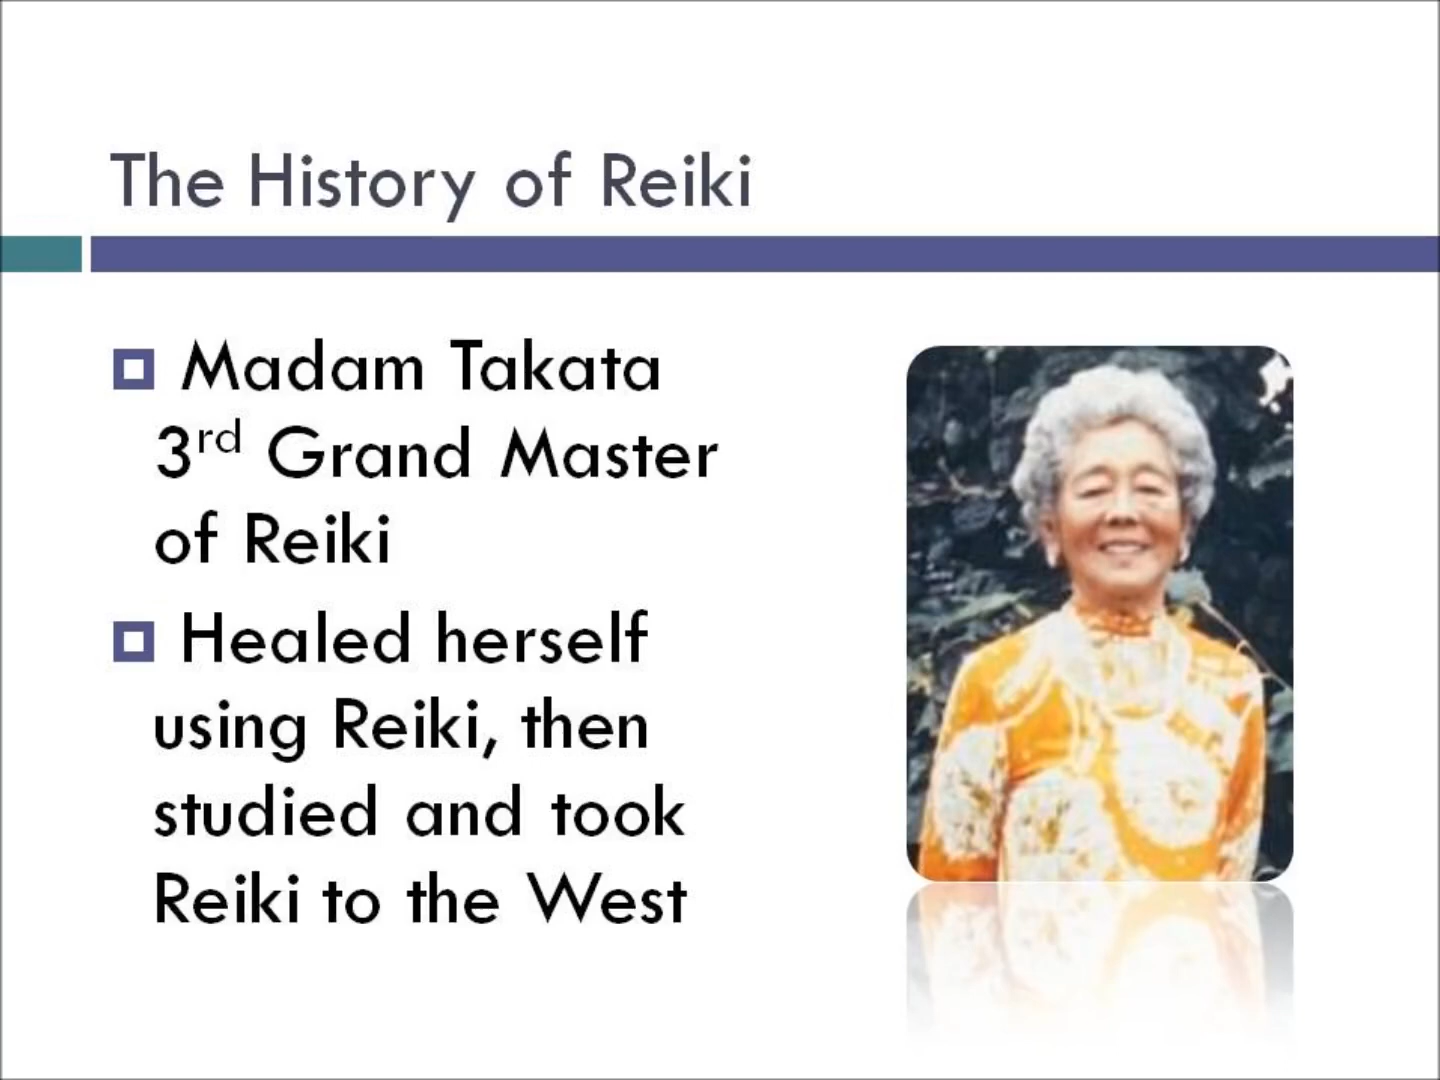 The History of Reiki
Madam Takata
3rd Grand Master
of Reiki
Healed herself
using Reiki, then
studied and took
Reiki to the West